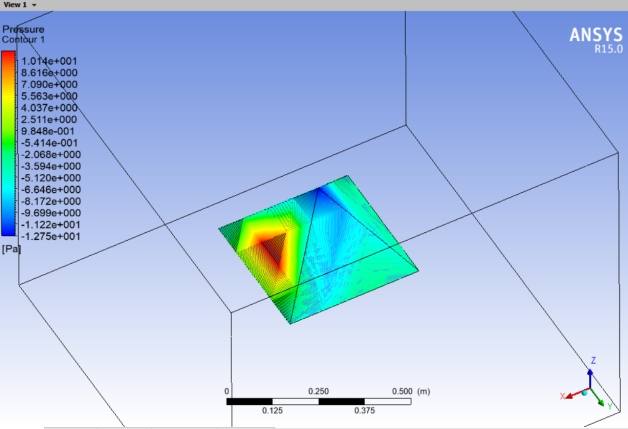 View 1
Pressure
Contour 1
ANSYS
R15.0
1.014e+001
8.616e+000
7.090e+000
5.563e+000
4.037e+000
2.511e+000
9.848e-001
-5.414e-001
-2.068e+000
-3.594e+000
-5.120e+000
-6.646e+000
-8.172e+000
-9.699e+000
-1.122e+001
-1.275e+001
[Pa]
0 0.250 0.500 (m)
0.125 0.375
Z
X
Y